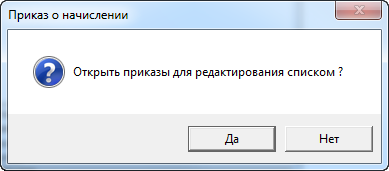 Приказ о начислении
Открыть приказы для редактирования списком ?
Да
Нет